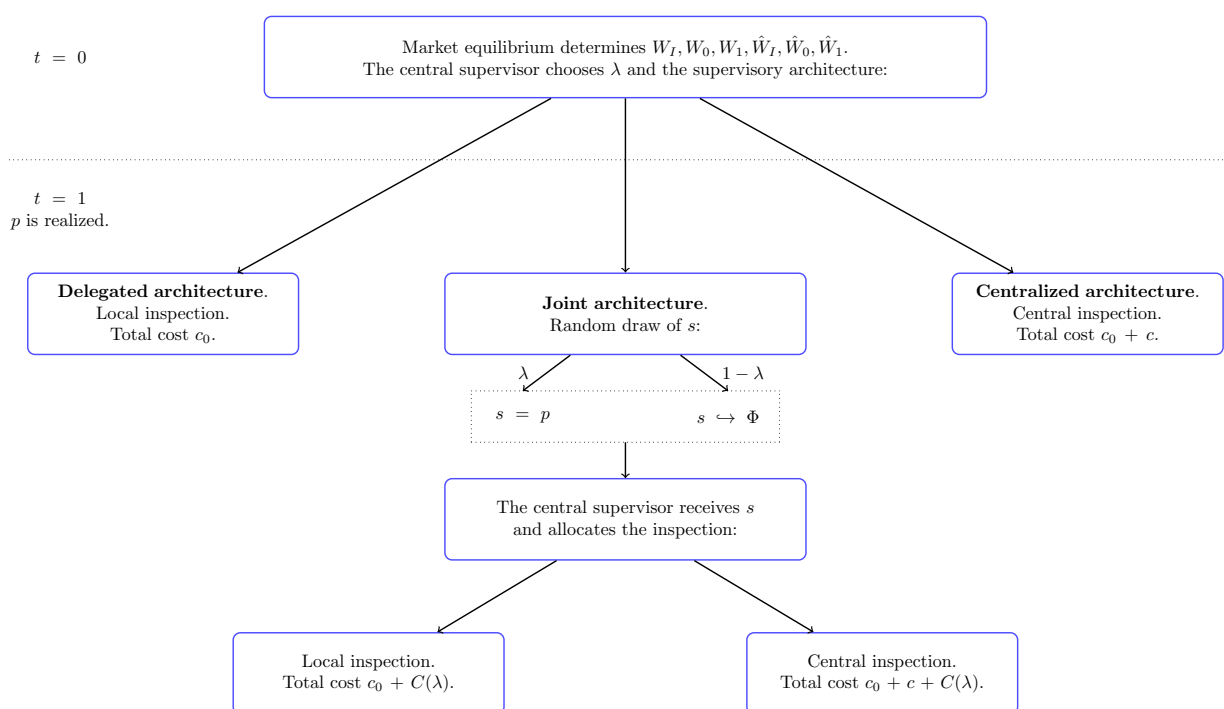 t = 0
Market equilibrium determines W_I, W_0, W_1, Ŵ_I, Ŵ_0, Ŵ_1.
The central supervisor chooses λ and the supervisory architecture:
t = 1
p is realized.
Delegated architecture.
Local inspection.
Total cost c_0.
Joint architecture.
Random draw of s:
Centralized architecture.
Central inspection.
Total cost c_0 + c.
λ
1 − λ
s = p
s ↪ Φ
The central supervisor receives s
and allocates the inspection:
Local inspection.
Total cost c_0 + C(λ).
Central inspection.
Total cost c_0 + c + C(λ).